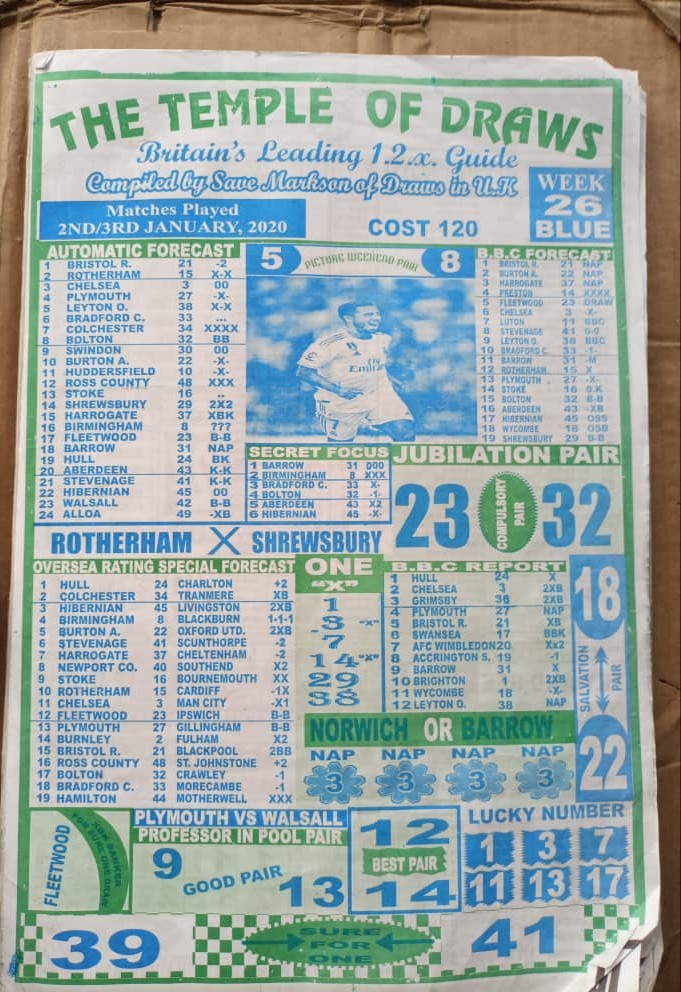 THE TEMPLE OF DRAWS
Britain's Leading 1.2.x. Guide
Compiled by Save Markson of Draws in U.K
WEEK
26
BLUE
Matches Played
2ND/3RD JANUARY, 2020
COST 120
AUTOMATIC FORECAST
1 BRISTOL R. 21 -2
2 ROTHERHAM 15 X-X
3 CHELSEA 3 00
4 PLYMOUTH 27 -X-
5 LEYTON O. 38 X-X
6 BRADFORD C. 33 ...
7 COLCHESTER 34 XXXX
8 BOLTON 32 BB
9 SWINDON 30 00
10 BURTON A. 22 -X-
11 HUDDERSFIELD 10 -X-
12 ROSS COUNTY 48 XXX
13 STOKE 16 ..
14 SHREWSBURY 29 2X2
15 HARROGATE 37 XBK
16 BIRMINGHAM 8 ???
17 FLEETWOOD 23 B-B
18 BARROW 31 NAP
19 HULL 24 BK
20 ABERDEEN 43 K-K
21 STEVENAGE 41 K-K
22 HIBERNIAN 45 00
23 WALSALL 42 B-B
24 ALLOA 49 -XB
5 PICTURE WEEKEND PAIR 8
Fly
Emirates
B.B.C FORECAST
1 BRISTOL R. 21 NAP
2 BURTON A. 22 NAP
3 HARROGATE 37 NAP
4 PRESTON 14 XXXX
5 FLEETWOOD 23 DRAW
6 CHELSEA 3 -X-
7 LUTON 11 BBC
8 STEVENAGE 41 0-0
9 LEYTON O. 38 BBC
10 BRADFORD C. 33 -1-
11 BARROW 31 -M
12 ROTHERHAM 15 X
13 PLYMOUTH 27 -X-
14 STOKE 16 O.K
15 BOLTON 32 B-B
16 ABERDEEN 43 -XB
17 HIBERNIAN 45 OSS
18 WYCOMBE 18 OSB
19 SHREWSBURY 29 B-B
SECRET FOCUS
1 BARROW 31 000
2 BIRMINGHAM 8 XXX
3 BRADFORD C. 33 X-
4 BOLTON 32 -1-
5 ABERDEEN 43 X2
6 HIBERNIAN 45 -X-
JUBILATION PAIR
23 COMPULSORY PAIR 32
ROTHERHAM X SHREWSBURY
OVERSEA RATING SPECIAL FORECAST
1 HULL 24 CHARLTON +2
2 COLCHESTER 34 TRANMERE XB
3 HIBERNIAN 45 LIVINGSTON 2XB
4 BIRMINGHAM 8 BLACKBURN 1-1-1
5 BURTON A. 22 OXFORD UTD. 2XB
6 STEVENAGE 41 SCUNTHORPE -2
7 HARROGATE 37 CHELTENHAM -2
8 NEWPORT CO. 40 SOUTHEND X2
9 STOKE 16 BOURNEMOUTH XX
10 ROTHERHAM 15 CARDIFF -1X
11 CHELSEA 3 MAN CITY -X1
12 FLEETWOOD 23 IPSWICH B-B
13 PLYMOUTH 27 GILLINGHAM B-B
14 BURNLEY 2 FULHAM X2
15 BRISTOL R. 21 BLACKPOOL 2BB
16 ROSS COUNTY 48 ST. JOHNSTONE +2
17 BOLTON 32 CRAWLEY -1
18 BRADFORD C. 33 MORECAMBE -1
19 HAMILTON 44 MOTHERWELL XXX
ONE
"X"
1
3 "X"
7
14 "X"
29
38
B.B.C REPORT
1 HULL 24 X
2 CHELSEA 3 2XB
3 GRIMSBY 36 2XB
4 PLYMOUTH 27 NAP
5 BRISTOL R. 21 XB
6 SWANSEA 17 BBK
7 AFC WIMBLEDON 20 Xx2
8 ACCRINGTON S. 19 -1
9 BARROW 31 X
10 BRIGHTON 1 2XB
11 WYCOMBE 18 -X-
12 LEYTON O. 38 NAP
18
SALVATION PAIR
22
NORWICH OR BARROW
NAP NAP NAP NAP
3 3 3 3
FLEETWOOD
FOR SURE ONE DRAW
PLYMOUTH VS WALSALL
PROFESSOR IN POOL PAIR
9 GOOD PAIR 13
12
BEST PAIR
14
LUCKY NUMBER
1 3 7
11 13 17
39 SURE FOR ONE 41